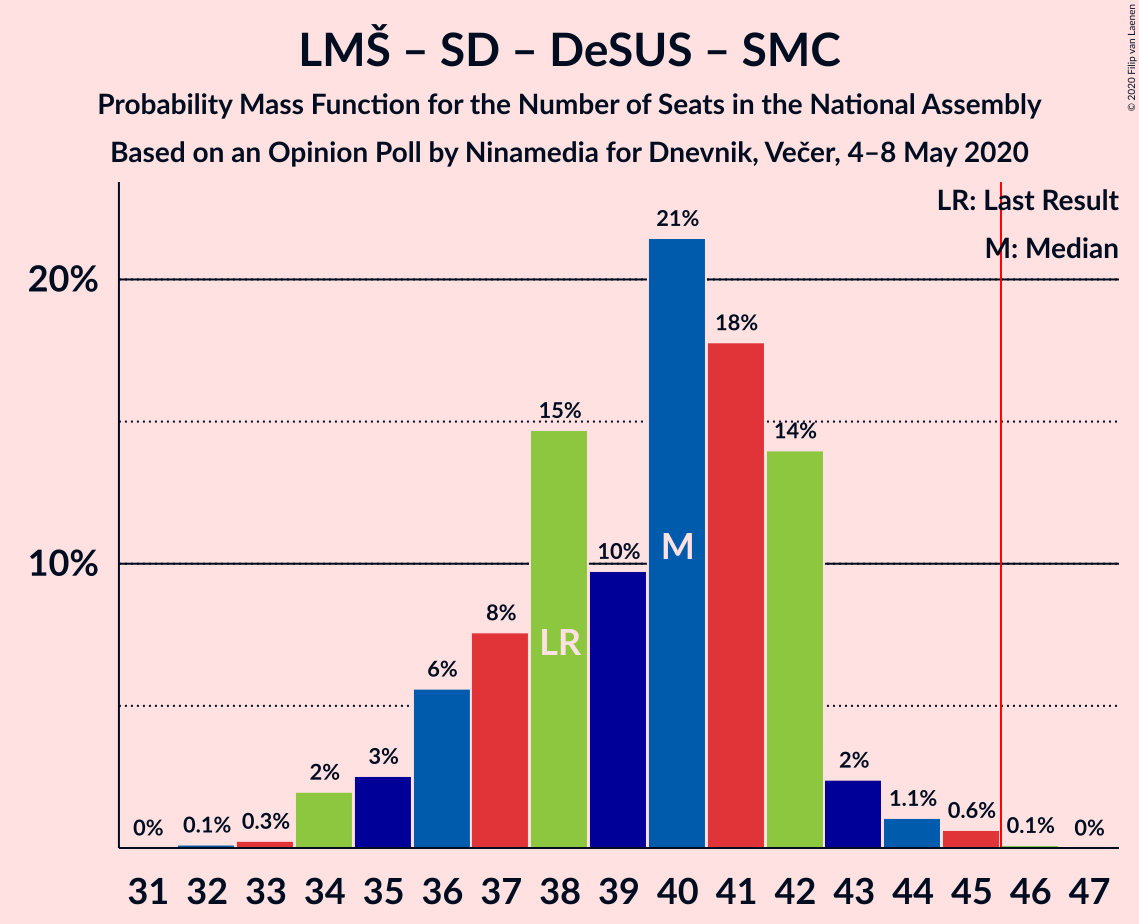 LMŠ – SD – DeSUS – SMC
Probability Mass Function for the Number of Seats in the National Assembly
Based on an Opinion Poll by Ninamedia for Dnevnik, Večer, 4–8 May 2020
© 2020 Filip van Laenen
LR: Last Result
M: Median
20%
10%
0% 0.1% 0.3% 2% 3% 6% 8% 15% 10% 21% 18% 14% 2% 1.1% 0.6% 0.1% 0%
LR
M
31 32 33 34 35 36 37 38 39 40 41 42 43 44 45 46 47